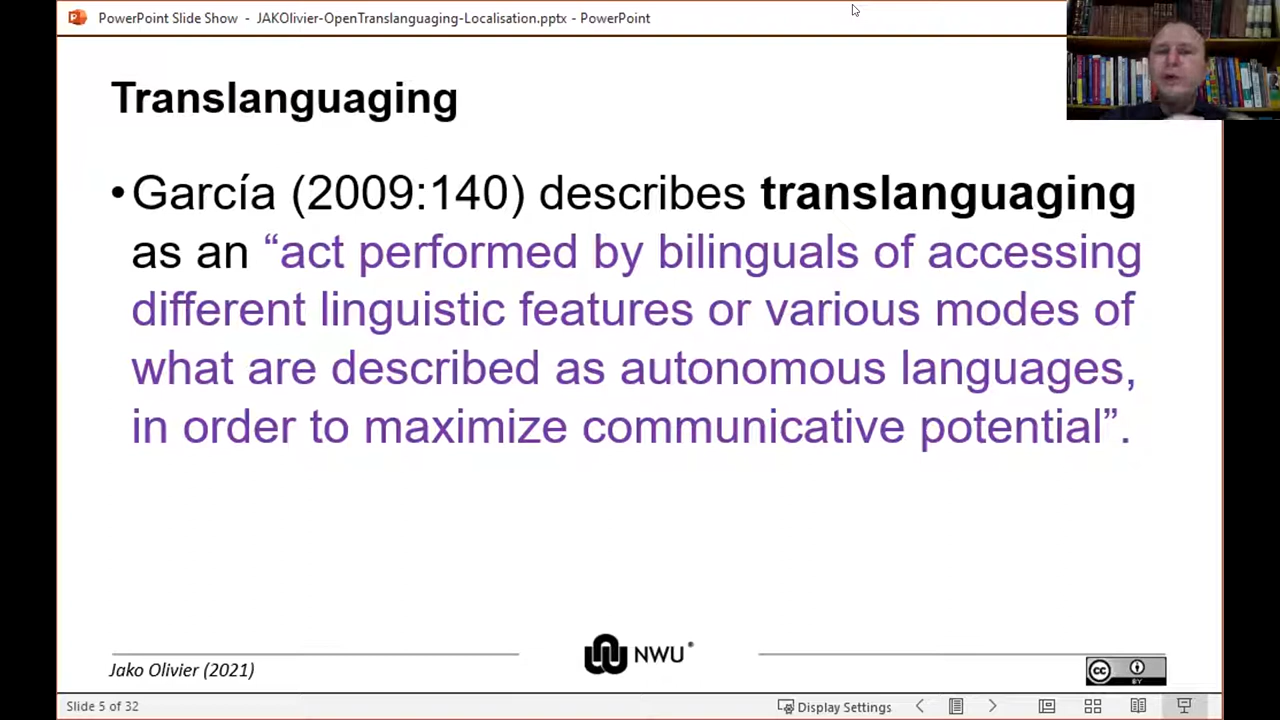 PowerPoint Slide Show - JAKOlivier-OpenTranslanguaging-Localisation.pptx - PowerPoint
Translanguaging
•García (2009:140) describes translanguaging
as an “act performed by bilinguals of accessing
different linguistic features or various modes of
what are described as autonomous languages,
in order to maximize communicative potential”.
Jako Olivier (2021)
NWU®
cc
BY
Slide 5 of 32
Display Settings